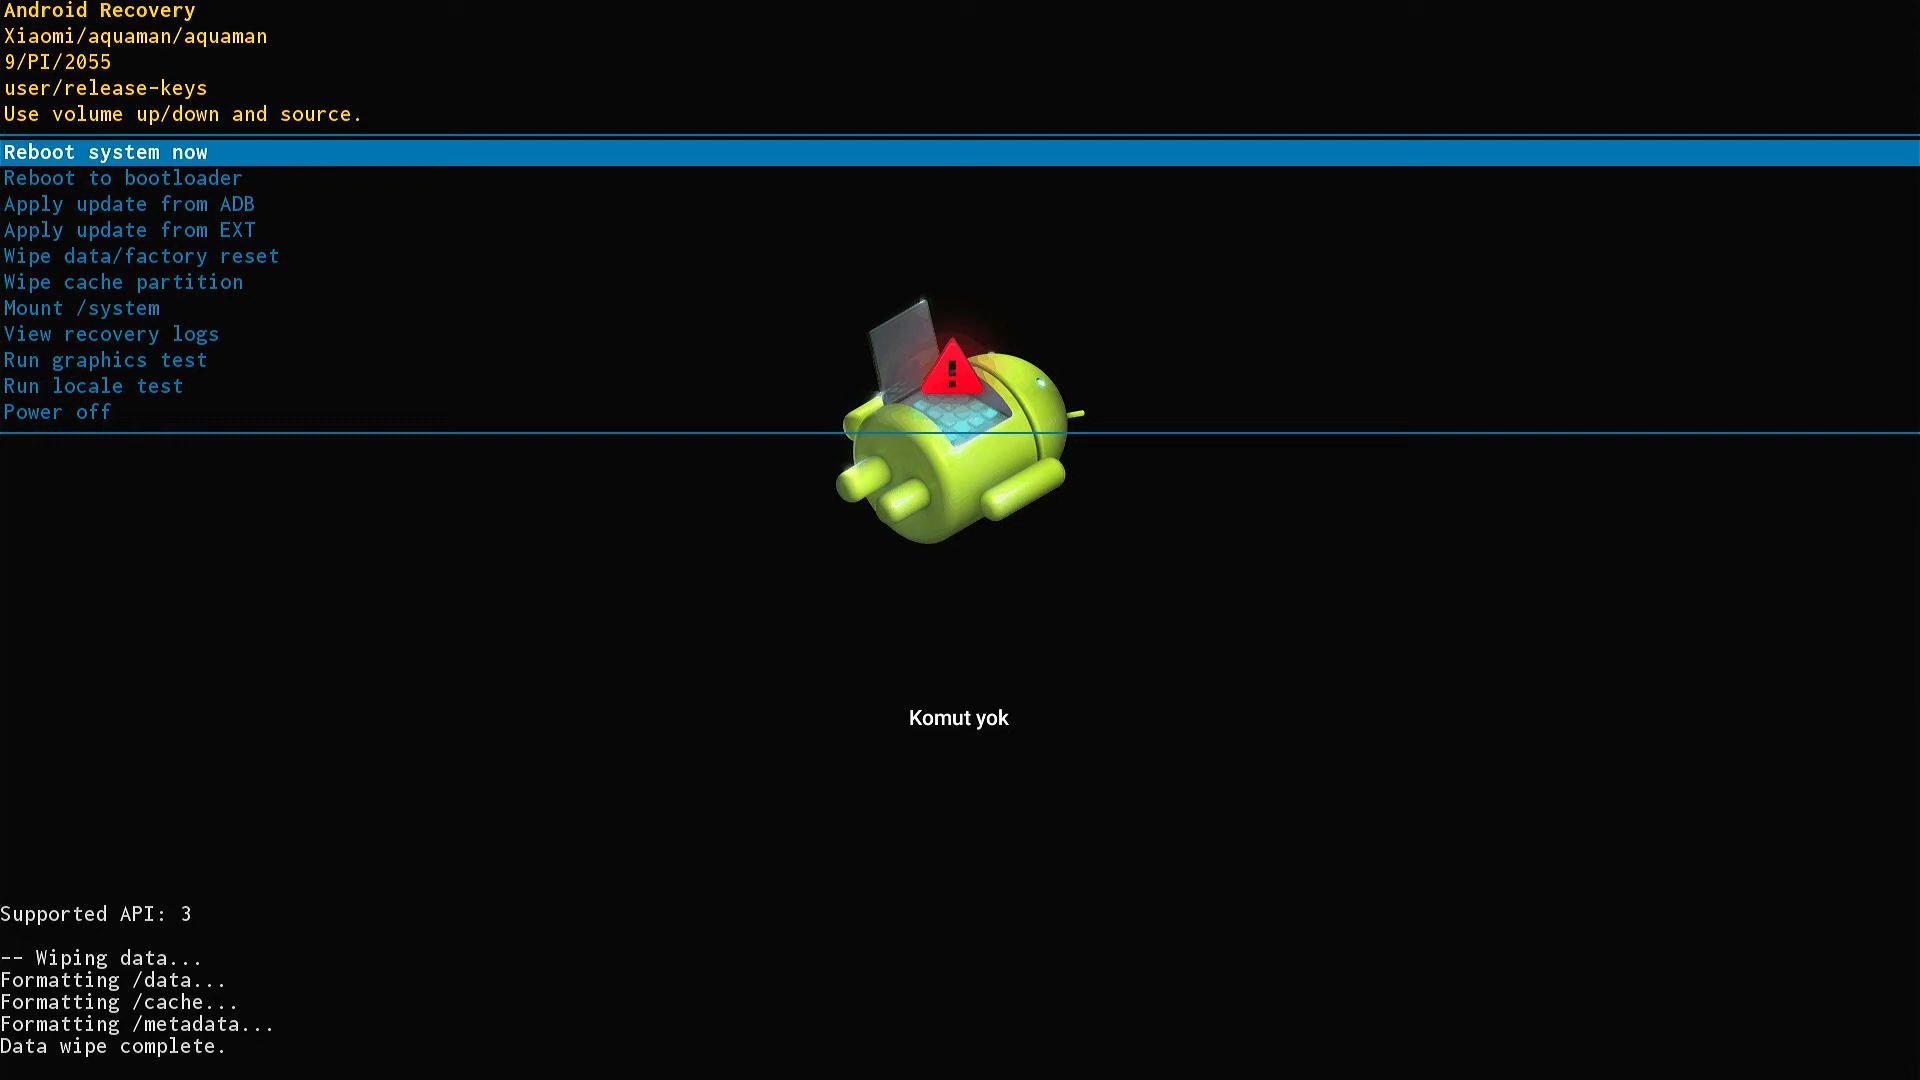 Android Recovery
Xiaomi/aquaman/aquaman
9/PI/2055
user/release-keys
Use volume up/down and source.
Reboot system now
Reboot to bootloader
Apply update from ADB
Apply update from EXT
Wipe data/factory reset
Wipe cache partition
Mount /system
View recovery logs
Run graphics test
Run locale test
Power off
Komut yok
Supported API: 3
-- Wiping data...
Formatting /data...
Formatting /cache...
Formatting /metadata...
Data wipe complete.